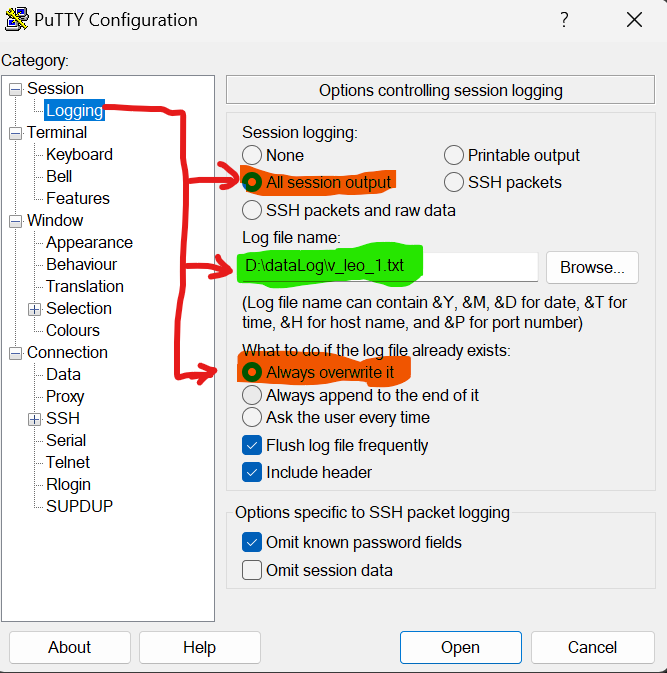 PuTTY Configuration
?
Category:
Session
Logging
Terminal
Keyboard
Bell
Features
Window
Appearance
Behaviour
Translation
Selection
Colours
Connection
Data
Proxy
SSH
Serial
Telnet
Rlogin
SUPDUP
Options controlling session logging
Session logging:
None
Printable output
All session output
SSH packets
SSH packets and raw data
Log file name:
D:\dataLog\v_leo_1.txt
Browse...
(Log file name can contain &Y, &M, &D for date, &T for
time, &H for host name, and &P for port number)
What to do if the log file already exists:
Always overwrite it
Always append to the end of it
Ask the user every time
Flush log file frequently
Include header
Options specific to SSH packet logging
Omit known password fields
Omit session data
About
Help
Open
Cancel